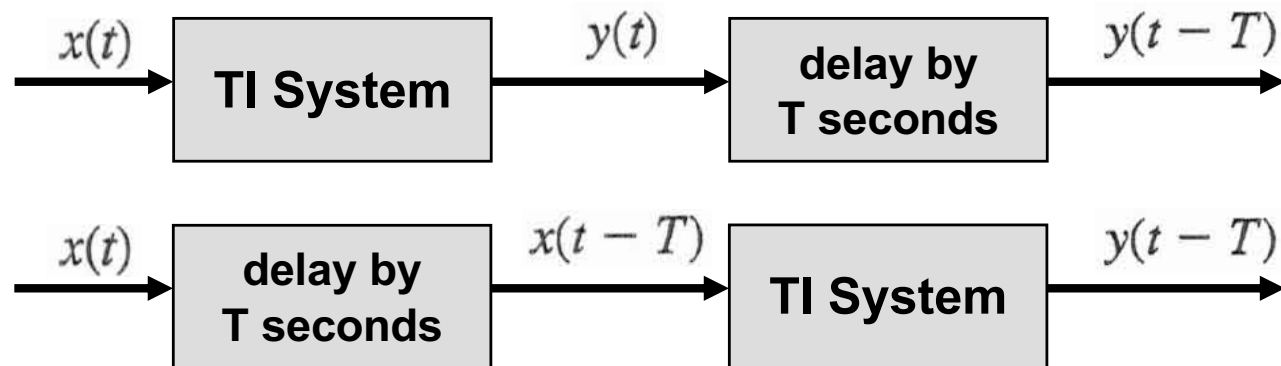 x(t)
TI System
y(t)
delay by
T seconds
y(t − T)
x(t)
delay by
T seconds
x(t − T)
TI System
y(t − T)